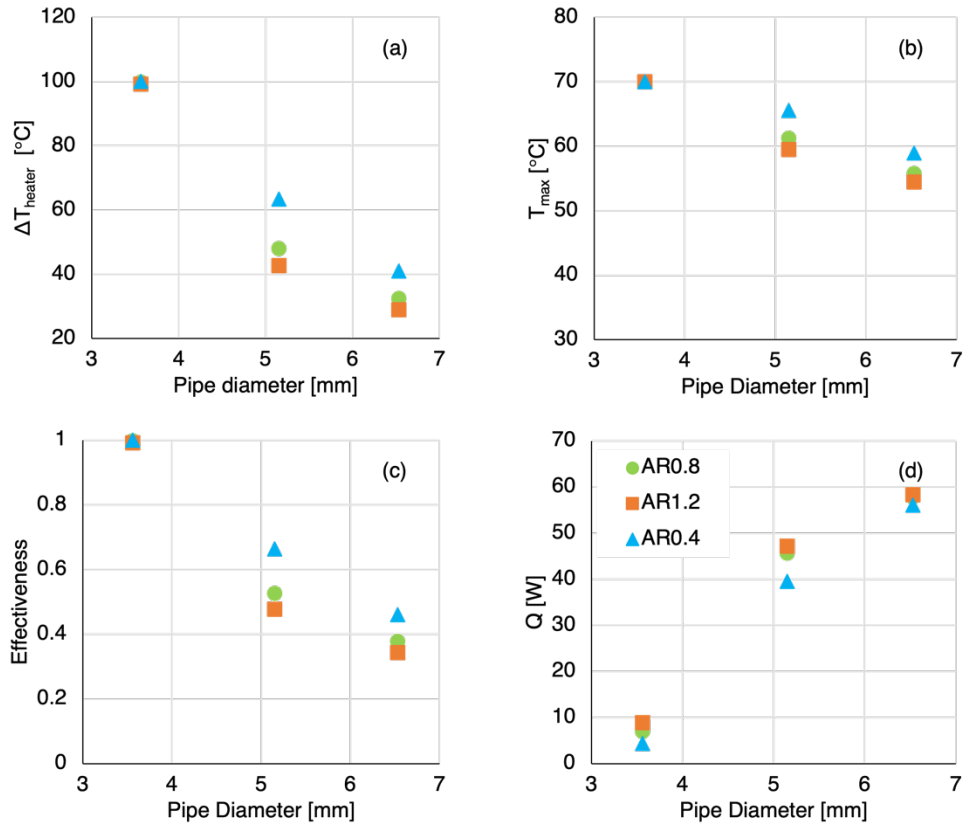 120
100
80
60
40
20
3 4 5 6 7
ΔTheater [°C]
Pipe diameter [mm]
(a)
80
70
60
50
40
30
3 4 5 6 7
Tmax [°C]
Pipe Diameter [mm]
(b)
1
0.8
0.6
0.4
0.2
0
3 4 5 6 7
Effectiveness
Pipe Diameter [mm]
(c)
70
60
50
40
30
20
10
0
3 4 5 6 7
Q [W]
Pipe Diameter [mm]
AR0.8
AR1.2
AR0.4
(d)